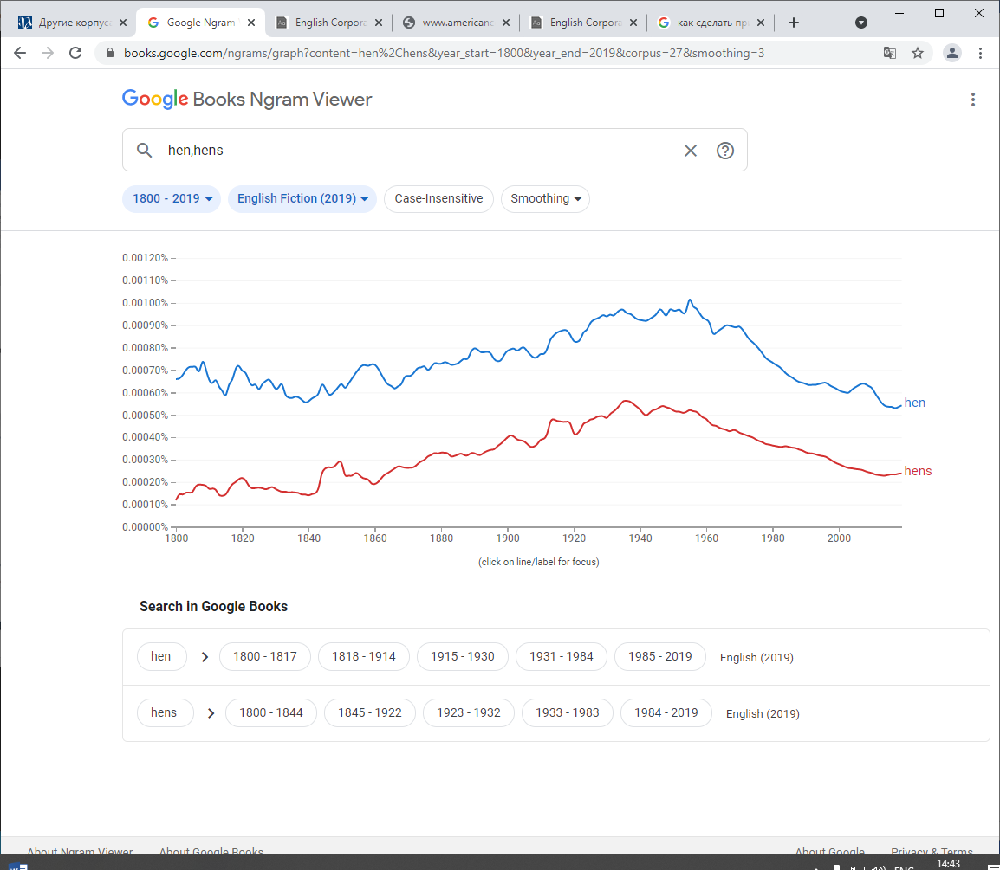 Другие корпус Google Ngram English Corpora www.american English Corpora как сделать пр
books.google.com/ngrams/graph?content=hen%2Chens&year_start=1800&year_end=2019&corpus=27&smoothing=3
Google Books Ngram Viewer
hen,hens
1800 - 2019 English Fiction (2019) Case-Insensitive Smoothing
0.00120%
0.00110%
0.00100%
0.00090%
0.00080%
0.00070%
0.00060%
hen
0.00050%
0.00040%
0.00030%
hens
0.00020%
0.00010%
0.00000%
1800 1820 1840 1860 1880 1900 1920 1940 1960 1980 2000
(click on line/label for focus)
Search in Google Books
hen 1800 - 1817 1818 - 1914 1915 - 1930 1931 - 1984 1985 - 2019 English (2019)
hens 1800 - 1844 1845 - 1922 1923 - 1932 1933 - 1983 1984 - 2019 English (2019)
About Ngram Viewer About Google Books About Google Privacy & Terms
ENG 14:43